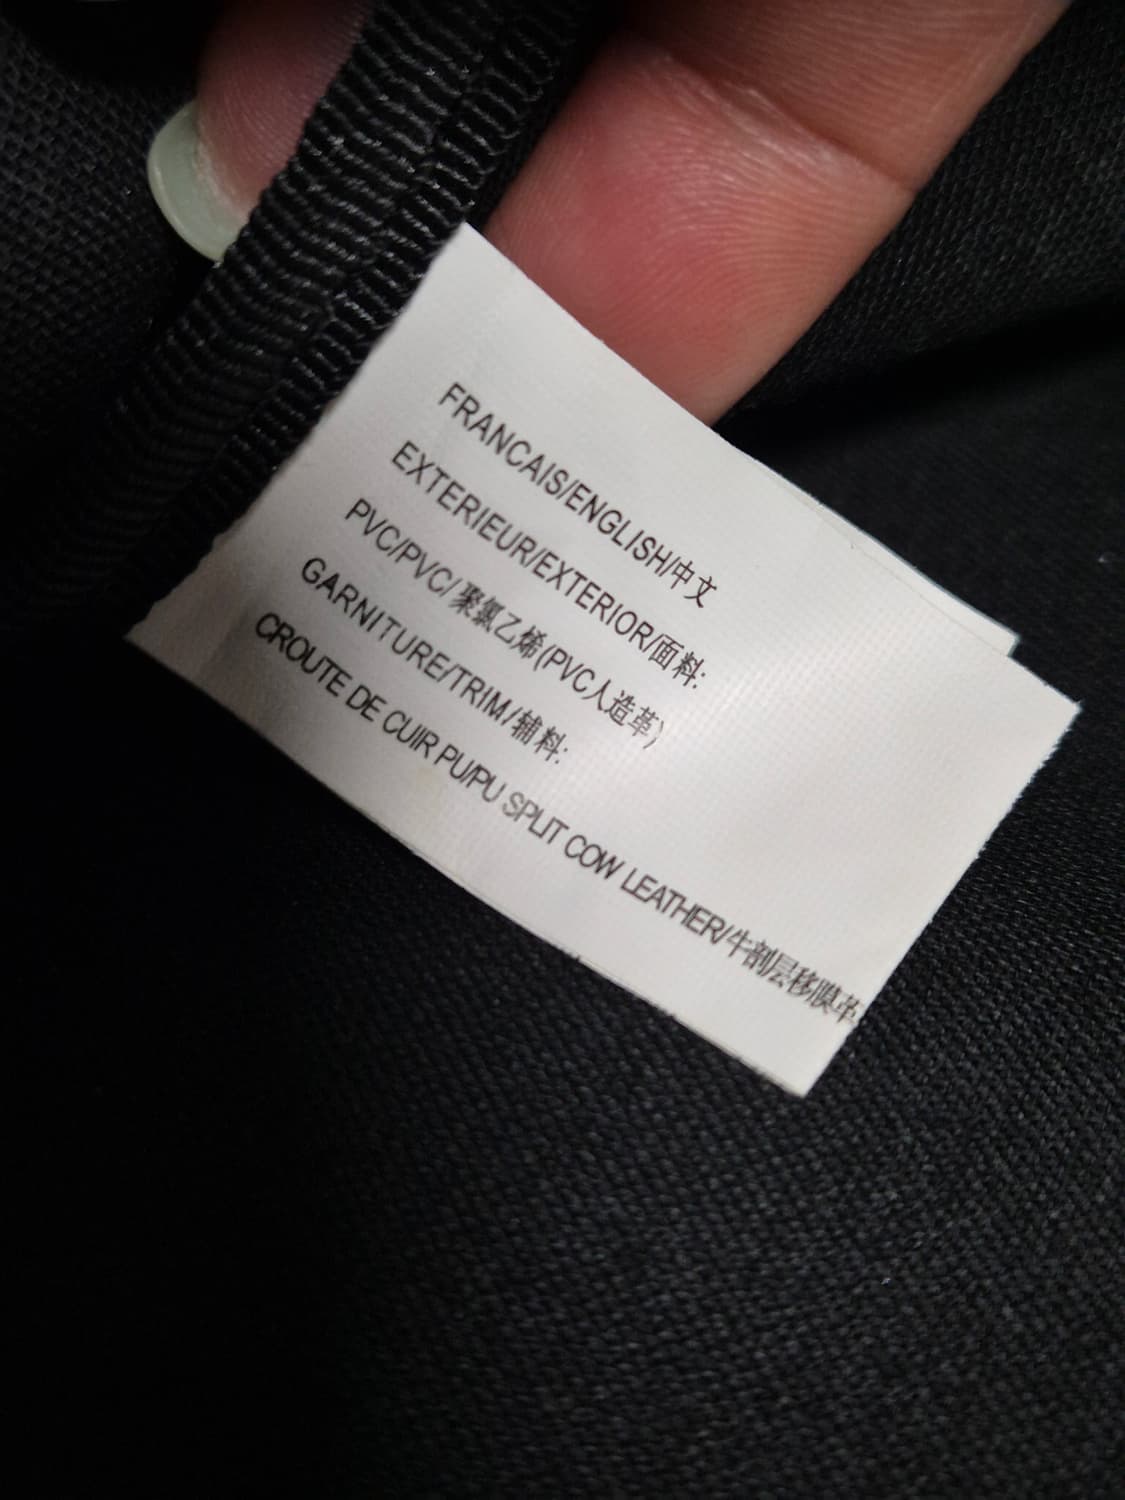 FRANCAIS/ENGLISH/中文
EXTERIEUR/EXTERIOR/面料:
PVC/PVC/聚氯乙烯(PVC人造革)
GARNITURE/TRIM/辅料:
CROUTE DE CUIR PU/PU SPLIT COW LEATHER/牛剖层移膜革